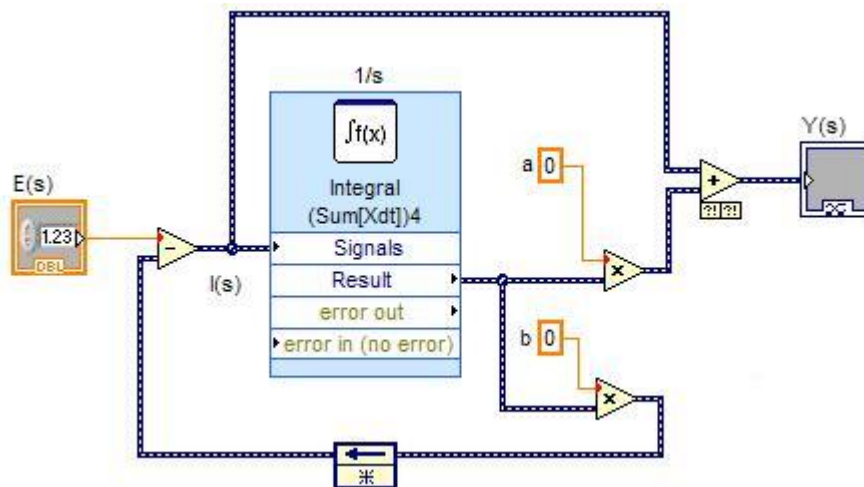 1/s
∫f(x)
Integral
(Sum[Xdt])4
Signals
Result
error out
error in (no error)
E(s)
1.23
DBL
I(s)
a 0
b 0
Y(s)
?! ?!